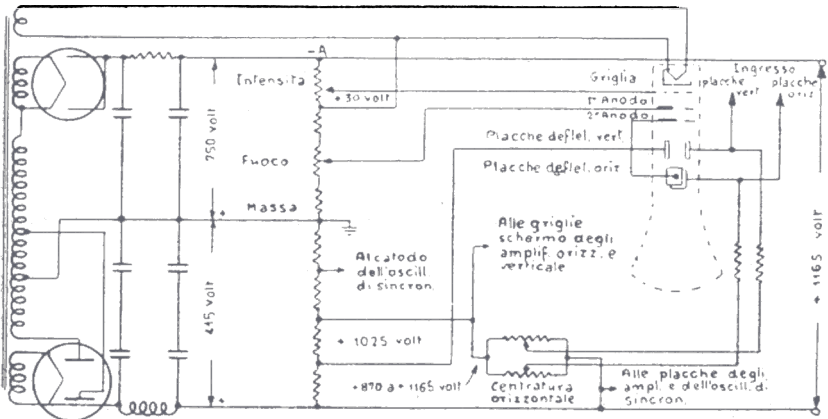 -A
Intensità
+30 volt
750 volt
Fuoco
Massa
415 volt
Griglia
1° Anodo
2° Anodo
Placche deflel. vert.
Placche deflel. oriz
Ingresso
placche placche
vert oriz
Al catodo
dell'oscill.
di sincron.
Alle griglie
schermo degli
amplif. orizz. e
verticale
+ 1165 volt
+ 1025 volt
+870 a + 1165 volt
Centratura
orizzontale
Alle placche degli
ampl. e dell'oscill. di
sincron.